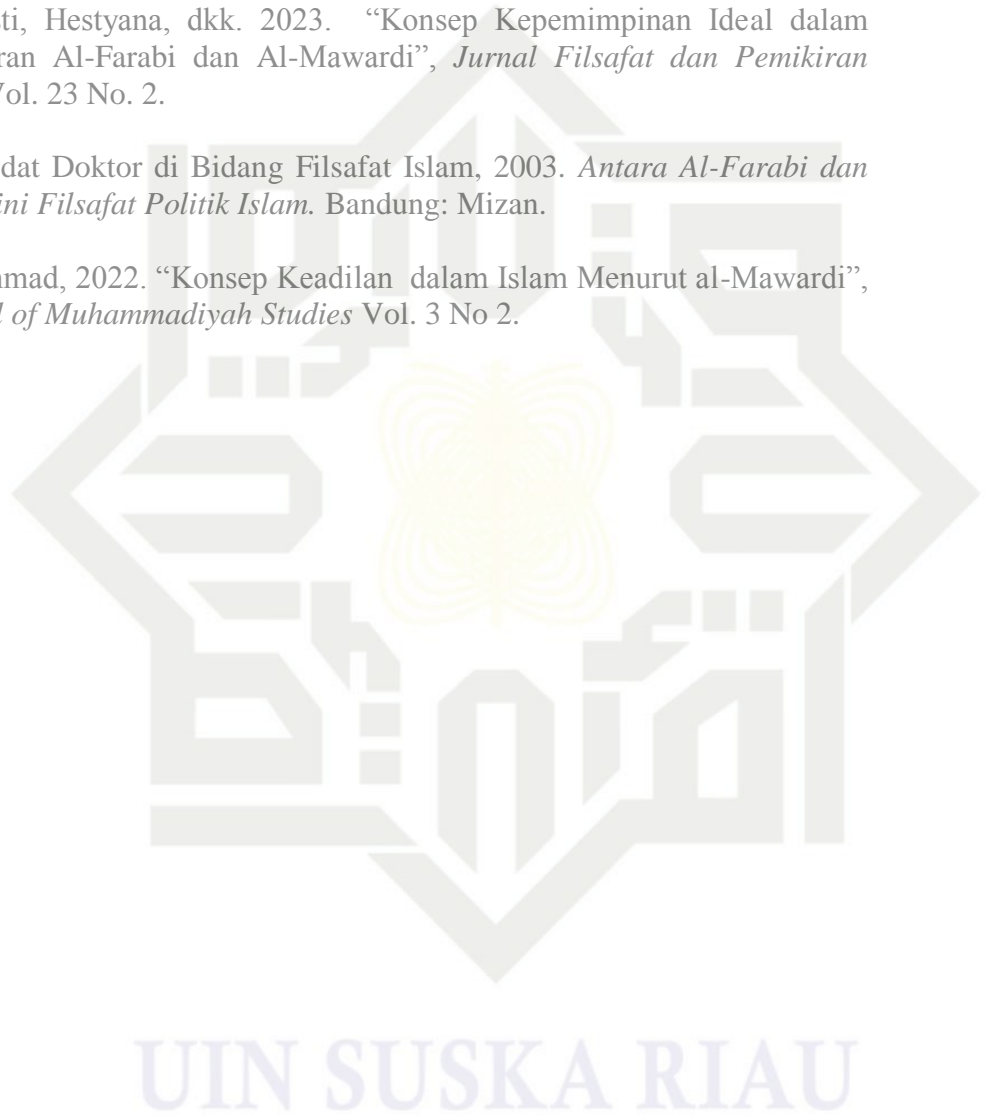 sti, Hestyana, dkk. 2023. “Konsep Kepemimpinan Ideal dalam
ran Al-Farabi dan Al-Mawardi”, Jurnal Filsafat dan Pemikiran
Vol. 23 No. 2.
dat Doktor di Bidang Filsafat Islam, 2003. Antara Al-Farabi dan
ini Filsafat Politik Islam. Bandung: Mizan.
mad, 2022. “Konsep Keadilan dalam Islam Menurut al-Mawardi”,
l of Muhammadiyah Studies Vol. 3 No 2.
UIN SUSKA RIAU